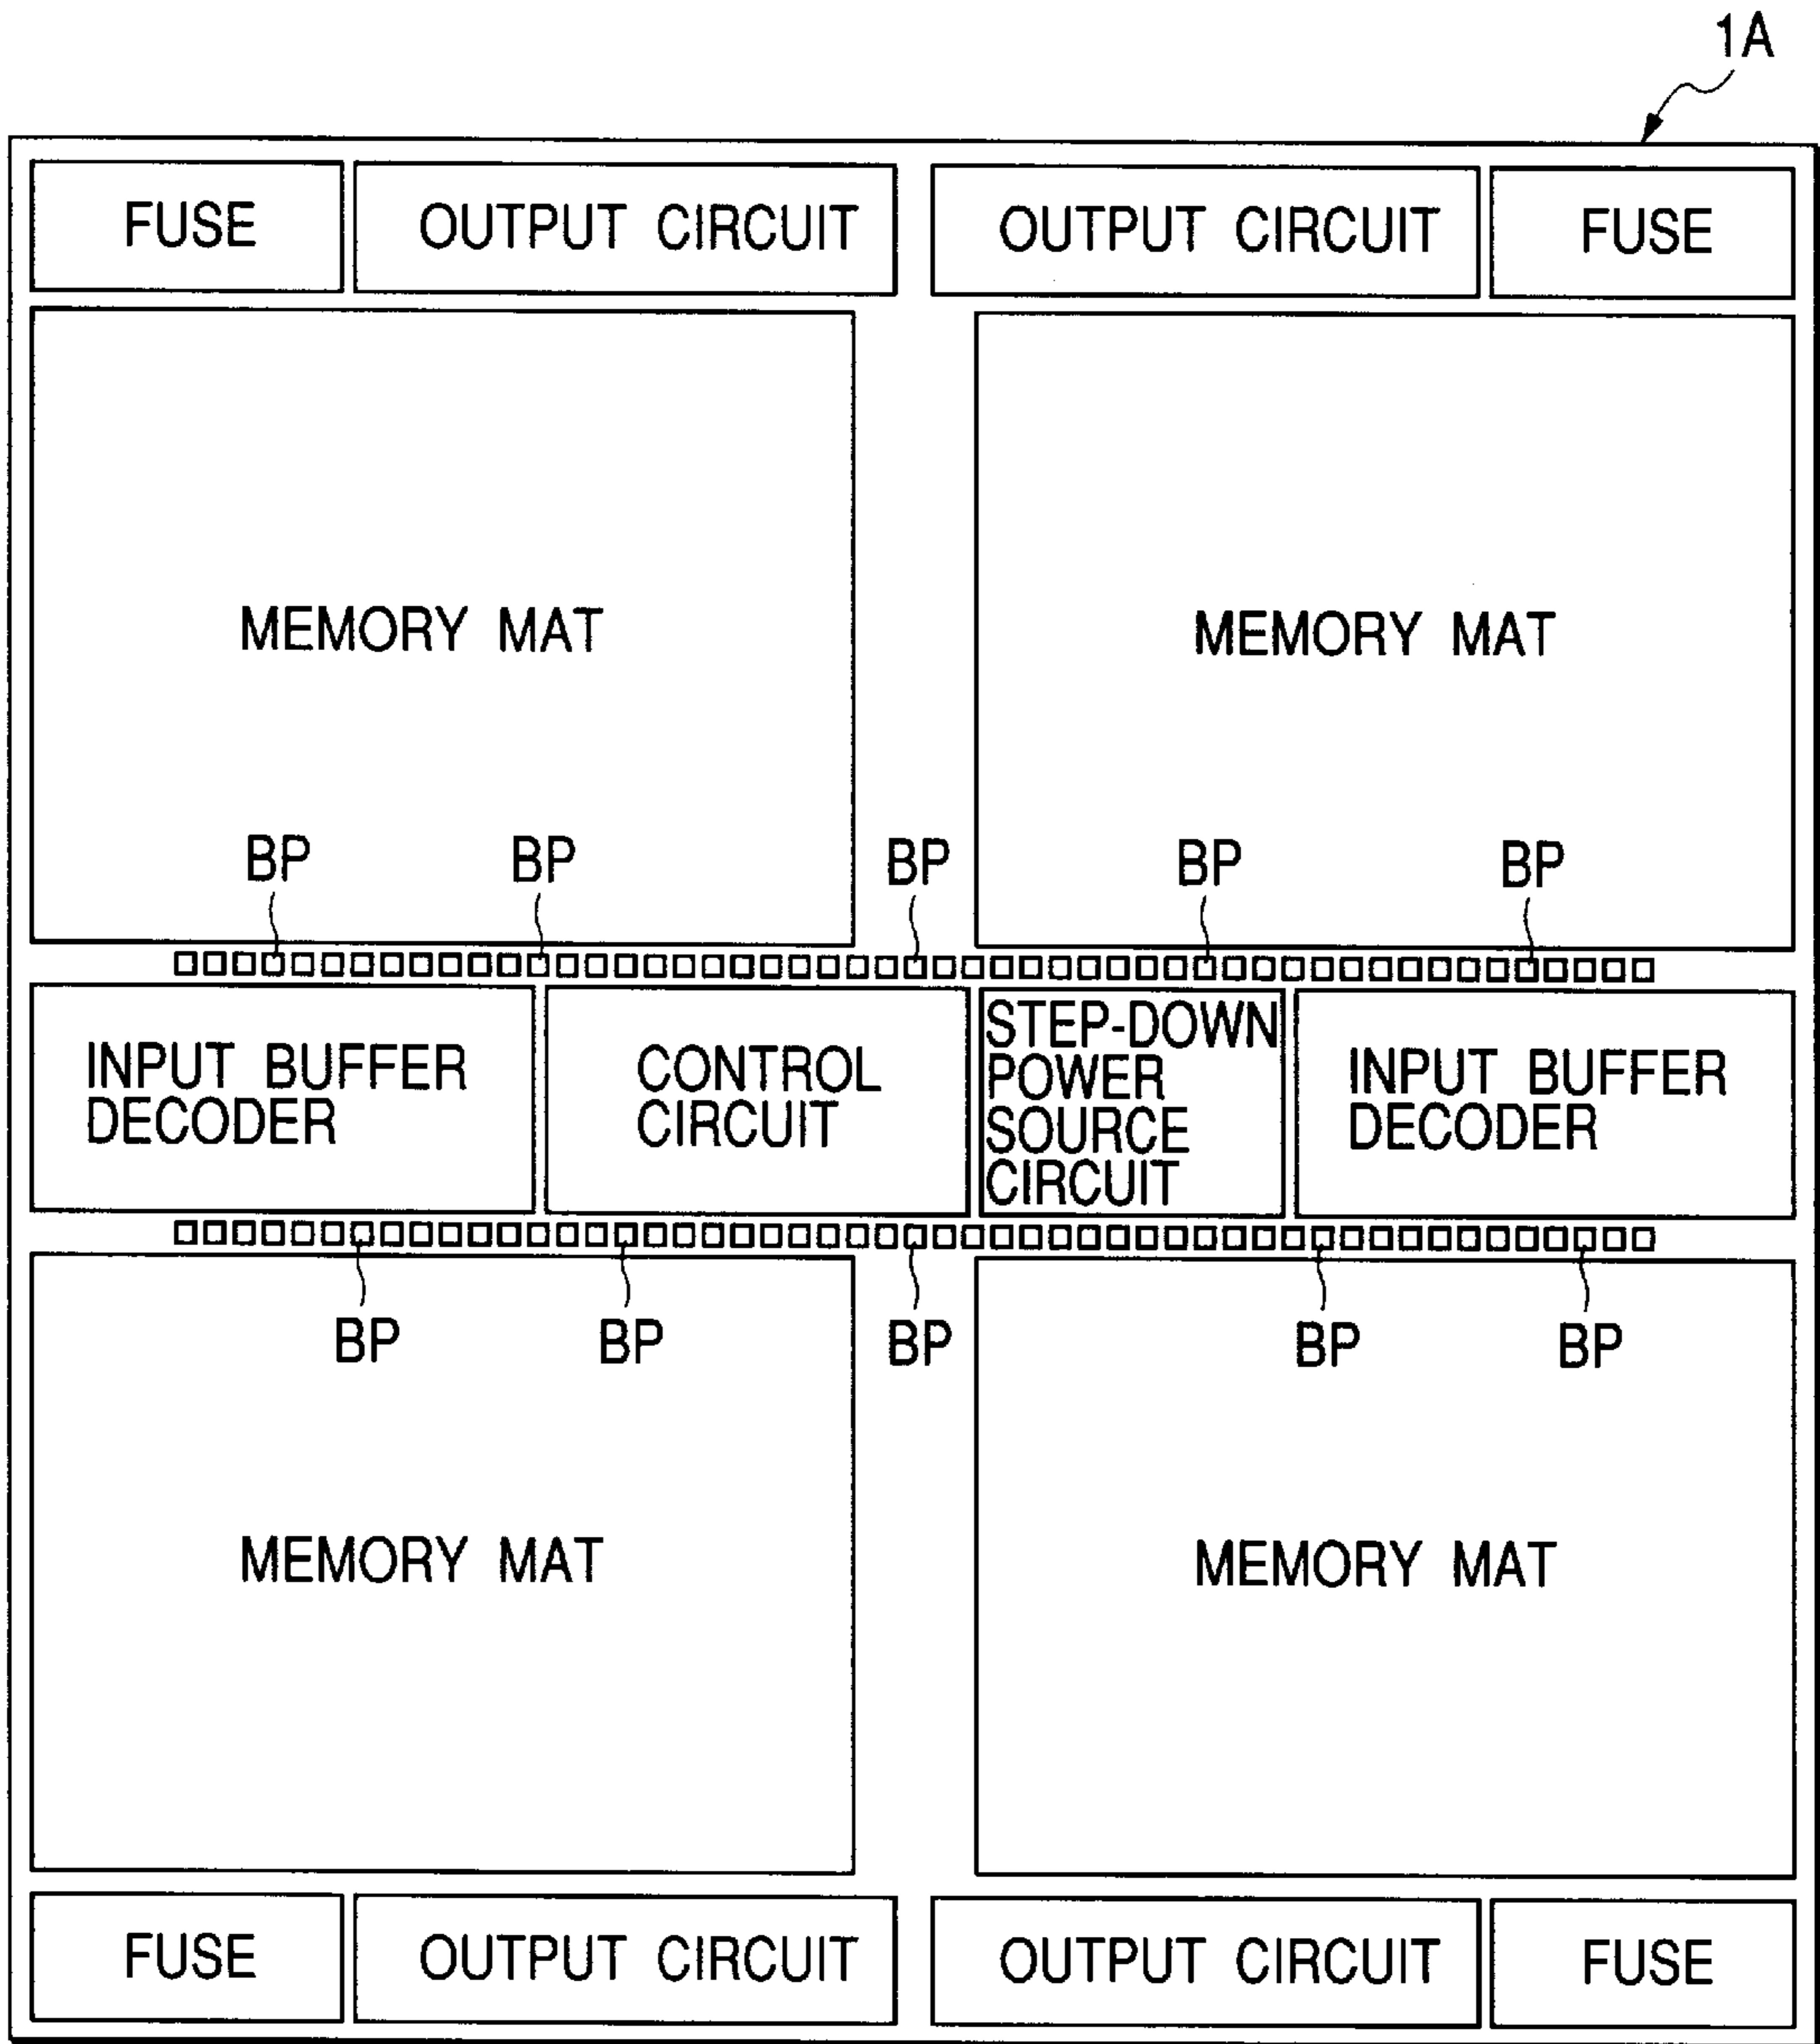 1A
FUSE
OUTPUT CIRCUIT
OUTPUT CIRCUIT
FUSE
MEMORY MAT
MEMORY MAT
BP
BP
BP
BP
BP
INPUT BUFFER
DECODER
CONTROL
CIRCUIT
STEP-DOWN
POWER
SOURCE
CIRCUIT
INPUT BUFFER
DECODER
BP
BP
BP
BP
BP
MEMORY MAT
MEMORY MAT
FUSE
OUTPUT CIRCUIT
OUTPUT CIRCUIT
FUSE